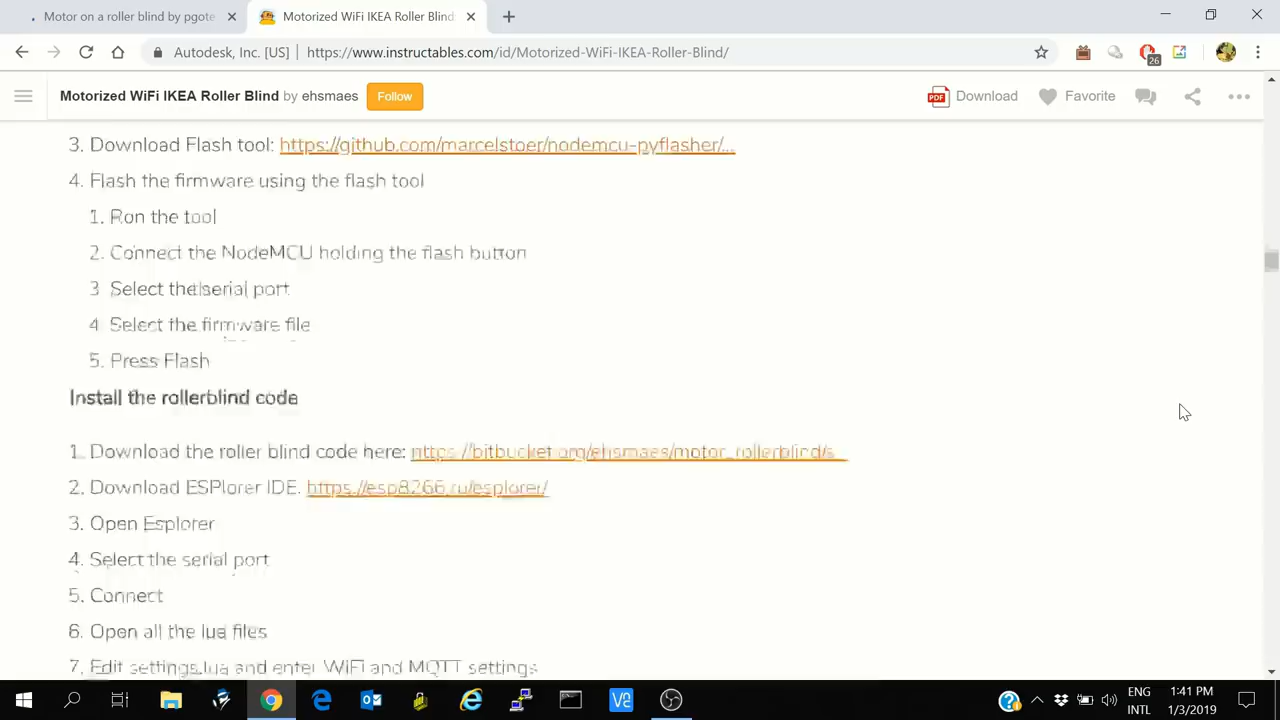 Motor on a roller blind by pgote
Motorized WiFi IKEA Roller Blind
Autodesk, Inc. [US] | https://www.instructables.com/id/Motorized-WiFi-IKEA-Roller-Blind/
26
Motorized WiFi IKEA Roller Blind by ehsmaes Follow
PDF Download Favorite
3. Download Flash tool: https://github.com/marcelstoer/nodemcu-pyflasher/...
4. Flash the firmware using the flash tool
1. Ron the tool
2. Connect the NodeMCU holding the flash button
3 Select the serial port
4 Select the firmware file
5. Press Flash
Install the rollerblind code
1. Download the roller blind code here: https://bitbucket.org/ehsmaes/motor_rollerblind/s...
2. Download ESPlorer IDE. https://esp8266.ru/esplorer/
3. Open Esplorer
4. Select the serial port
5. Connect
6. Open all the lua files
7. Edit settings.lua and enter WiFi and MQTT settings
ENG
INTL
1:41 PM
1/3/2019